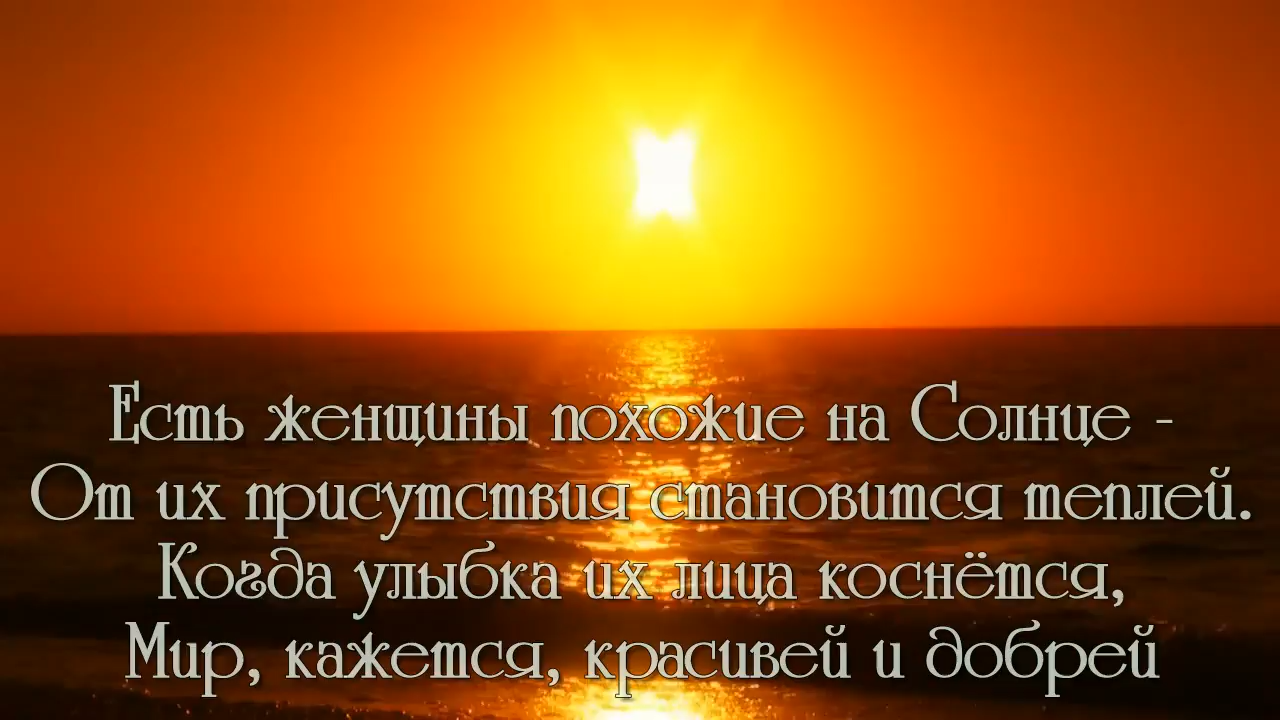 Есть женщины похожие на Солнце -
От их присутствия становится теплей.
Когда улыбка их лица коснётся,
Мир, кажется, красивей и добрей